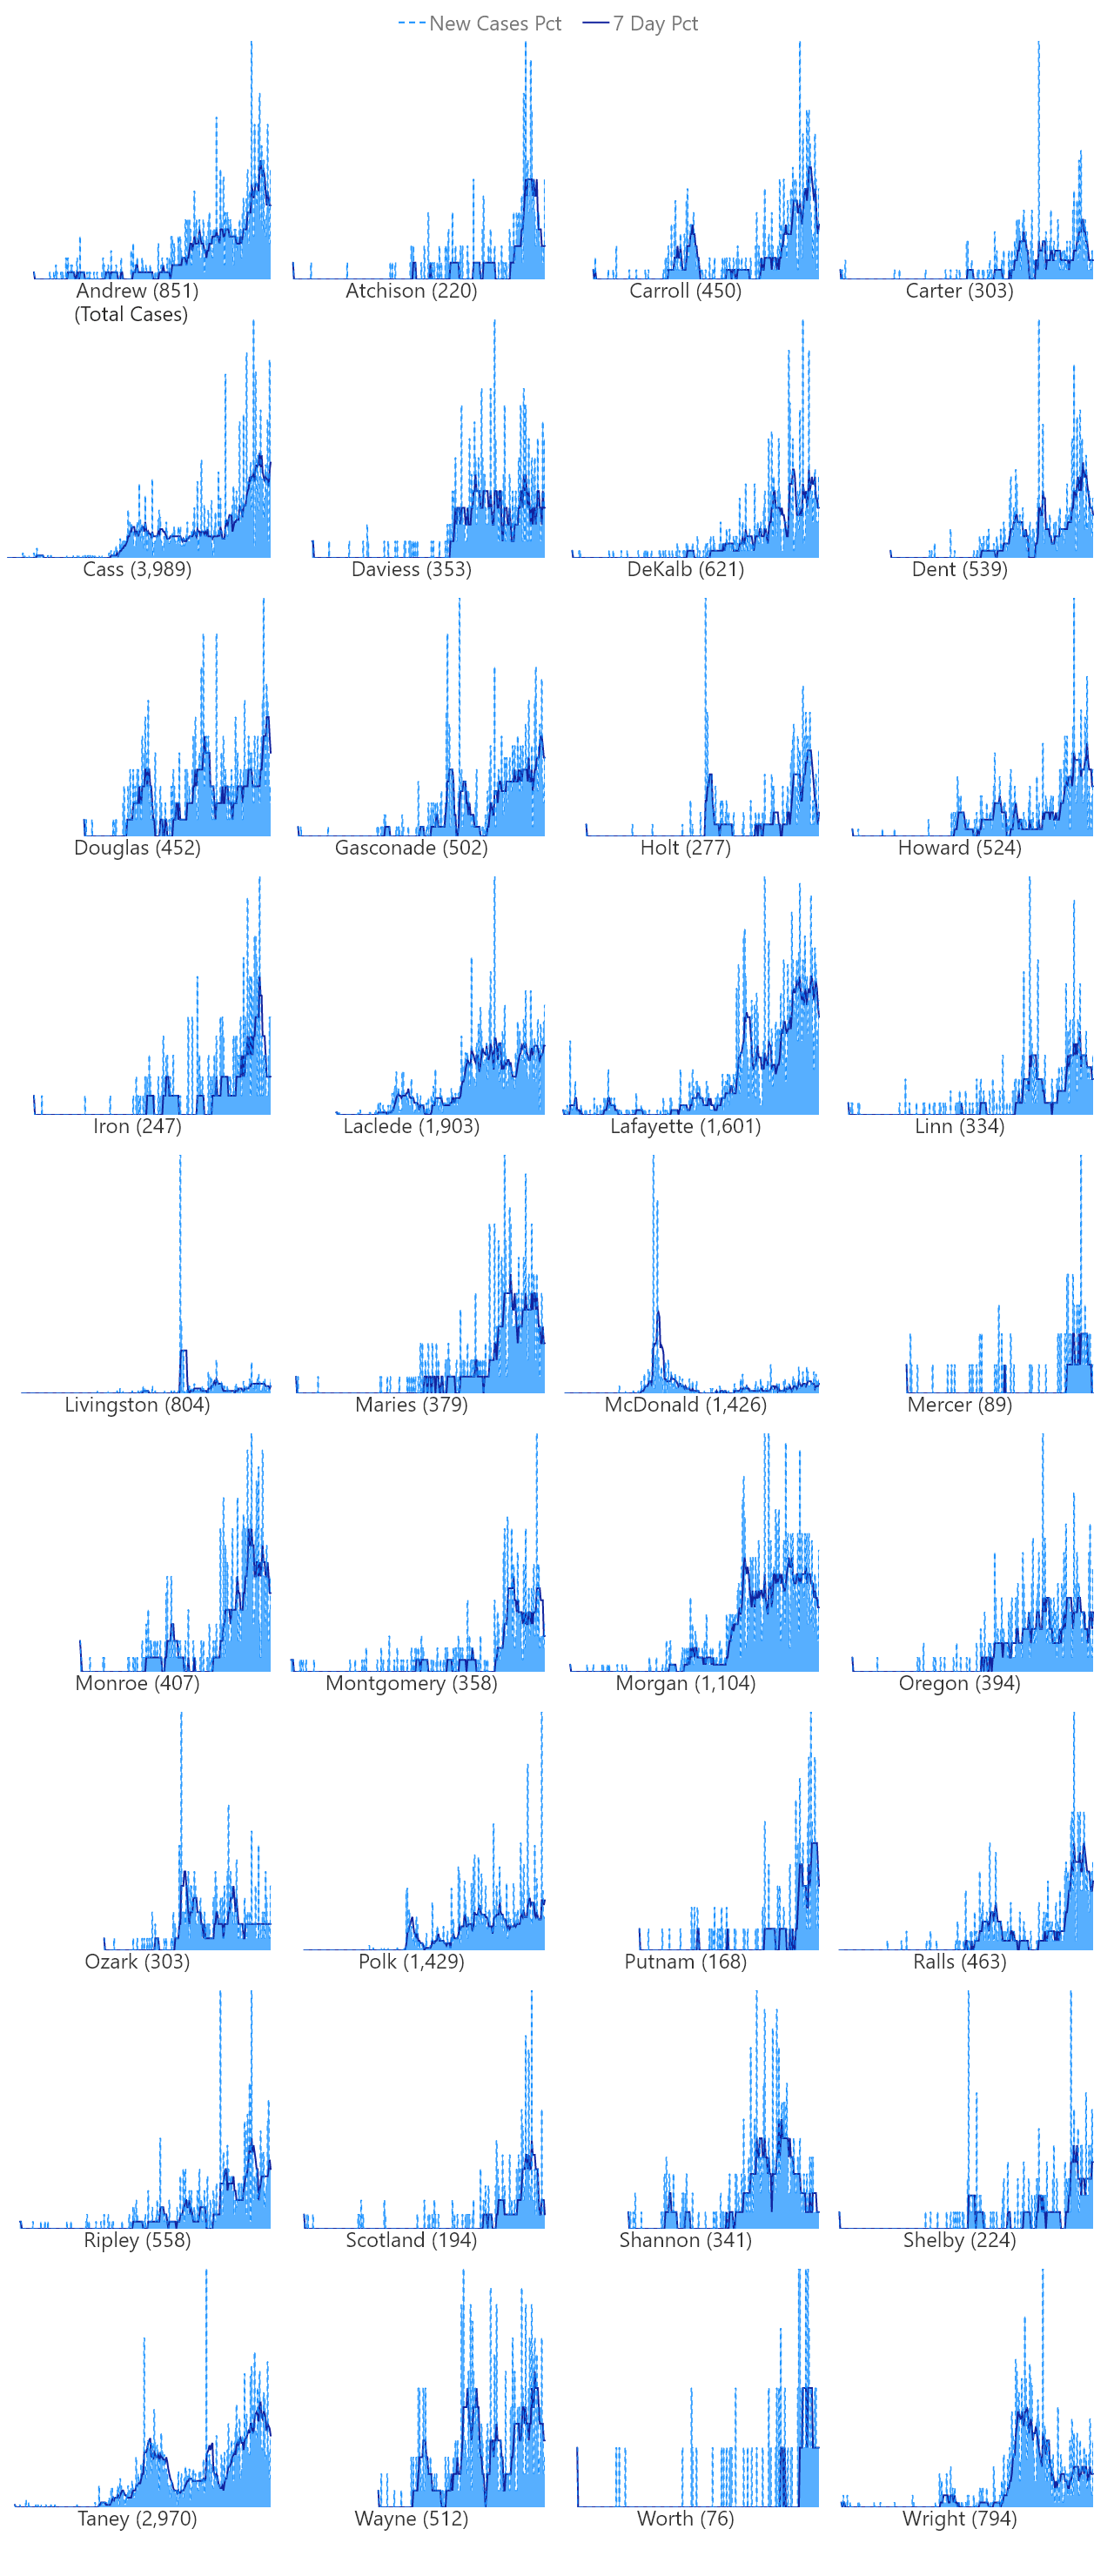 New Cases Pct 7 Day Pct
Andrew (851) Atchison (220) Carroll (450) Carter (303)
(Total Cases)
Cass (3,989) Daviess (353) DeKalb (621) Dent (539)
Douglas (452) Gasconade (502) Holt (277) Howard (524)
Iron (247) Laclede (1,903) Lafayette (1,601) Linn (334)
Livingston (804) Maries (379) McDonald (1,426) Mercer (89)
Monroe (407) Montgomery (358) Morgan (1,104) Oregon (394)
Ozark (303) Polk (1,429) Putnam (168) Ralls (463)
Ripley (558) Scotland (194) Shannon (341) Shelby (224)
Taney (2,970) Wayne (512) Worth (76) Wright (794)